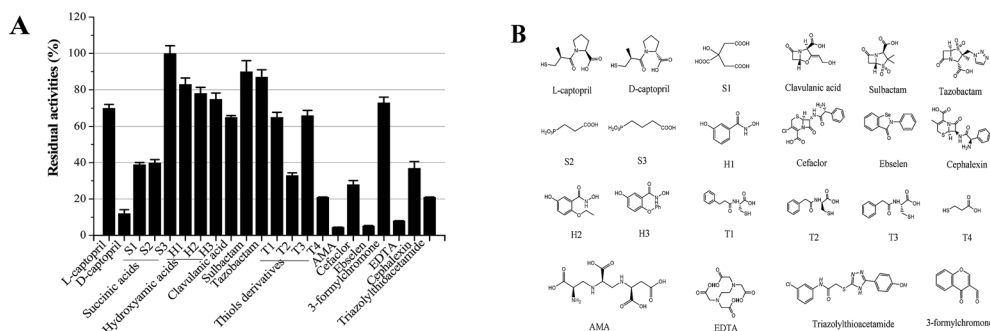 A
Residual activities (%)
120
100
80
60
40
20
0
L-captopril
D-captopril
S1
S2
S3
Succinic acids
H1
H2
H3
Hydroxyamic acids
Clavulanic acid
Sulbactam
Tazobactam
T1
T2
T3
Thiols derivatives
T4
AMA
Cefaclor
Ebselen
3-formylchromone
EDTA
Cephalexin
Triazolylthioacetamide
B
L-captopril
D-captopril
S1
Clavulanic acid
Sulbactam
Tazobactam
S2
S3
H1
Cefaclor
Ebselen
Cephalexin
H2
H3
T1
T2
T3
T4
AMA
EDTA
Triazolylthioacetamide
3-formylchromone